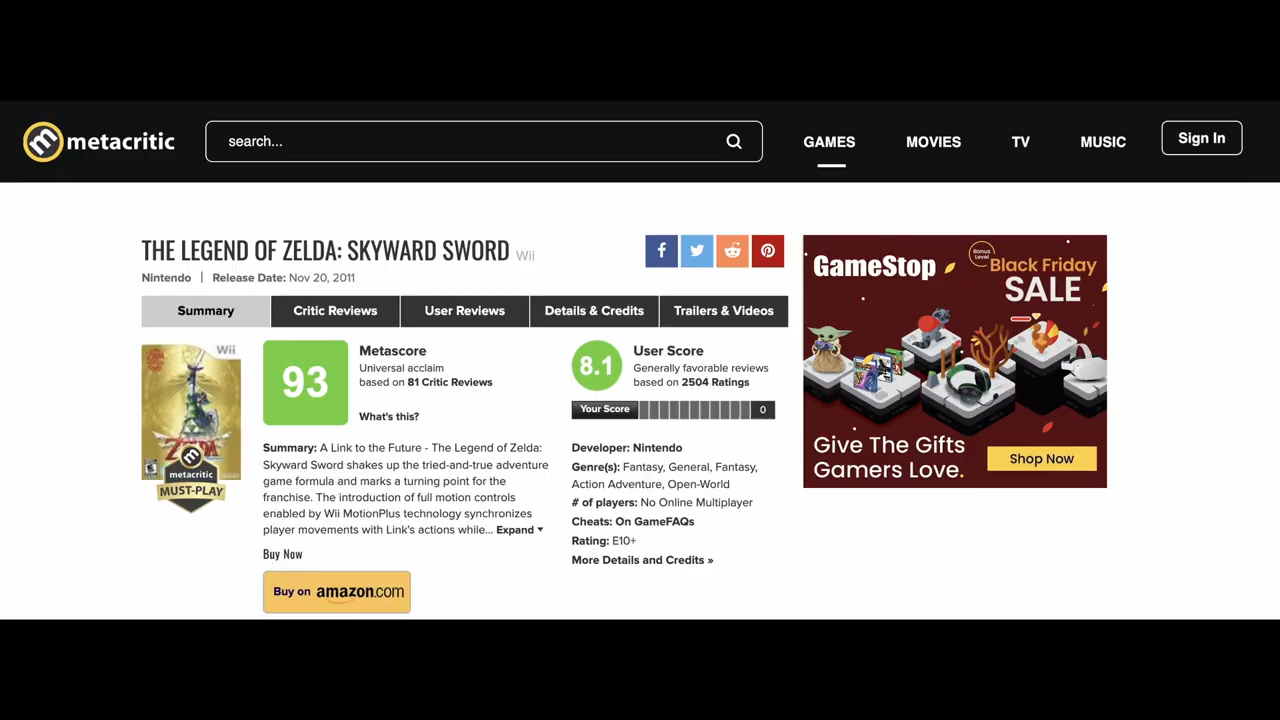 metacritic
search...
GAMES
MOVIES
TV
MUSIC
Sign In
THE LEGEND OF ZELDA: SKYWARD SWORD Wii
Nintendo | Release Date: Nov 20, 2011
Summary
Critic Reviews
User Reviews
Details & Credits
Trailers & Videos
Wii
ZELDA
metacritic
MUST-PLAY
93
Metascore
Universal acclaim
based on 81 Critic Reviews
What's this?
Summary: A Link to the Future - The Legend of Zelda:
Skyward Sword shakes up the tried-and-true adventure
game formula and marks a turning point for the
franchise. The introduction of full motion controls
enabled by Wii MotionPlus technology synchronizes
player movements with Link's actions while... Expand
Buy Now
Buy on amazon.com
8.1
User Score
Generally favorable reviews
based on 2504 Ratings
Your Score
0
Developer: Nintendo
Genre(s): Fantasy, General, Fantasy,
Action Adventure, Open-World
# of players: No Online Multiplayer
Cheats: On GameFAQs
Rating: E10+
More Details and Credits »
GameStop
Bonus
Level
Black Friday
SALE
Give The Gifts
Gamers Love.
Shop Now